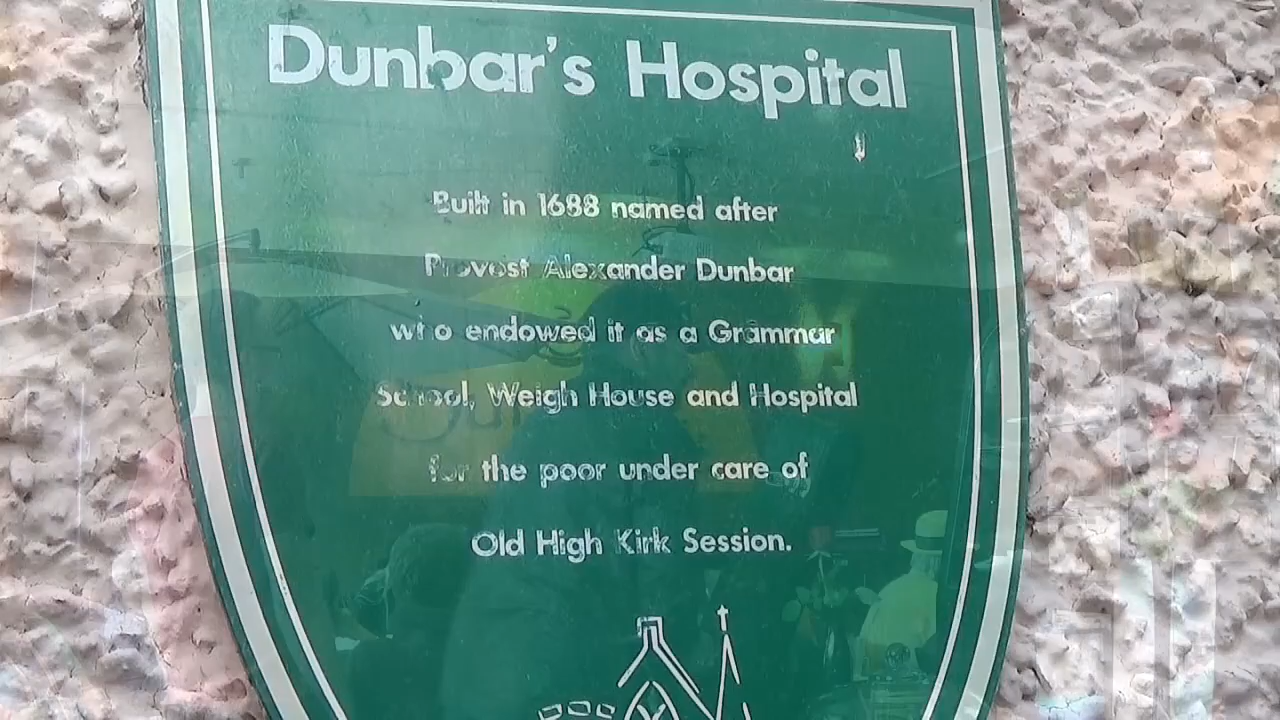 Dunbar's Hospital
Built in 1688 named after
Provost Alexander Dunbar
who endowed it as a Grammar
School, Weigh House and Hospital
for the poor under care of
Old High Kirk Session.